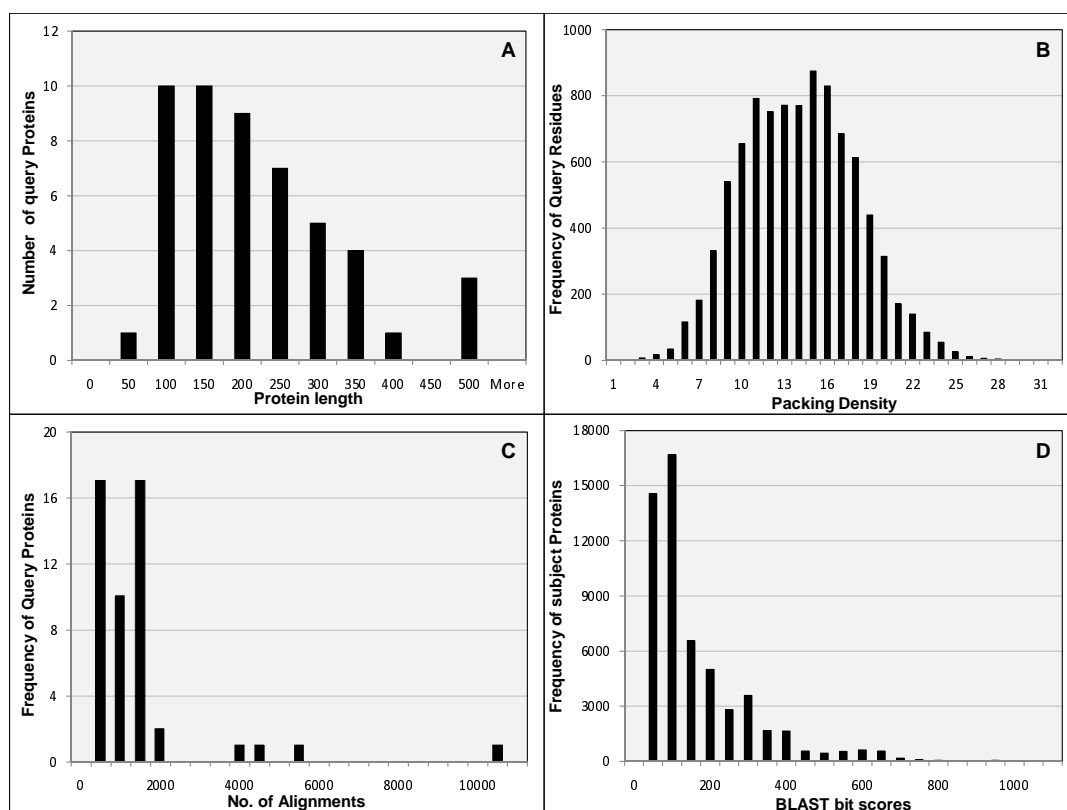 A
Number of query Proteins
12
10
8
6
4
2
0
0 50 100 150 200 250 300 350 400 450 500 More
Protein length
B
Frequency of Query Residues
1000
800
600
400
200
0
1 4 7 10 13 16 19 22 25 28 31
Packing Density
C
Frequency of Query Proteins
20
16
12
8
4
0
0 2000 4000 6000 8000 10000
No. of Alignments
D
Frequency of subject Proteins
18000
15000
12000
9000
6000
3000
0
0 200 400 600 800 1000
BLAST bit scores